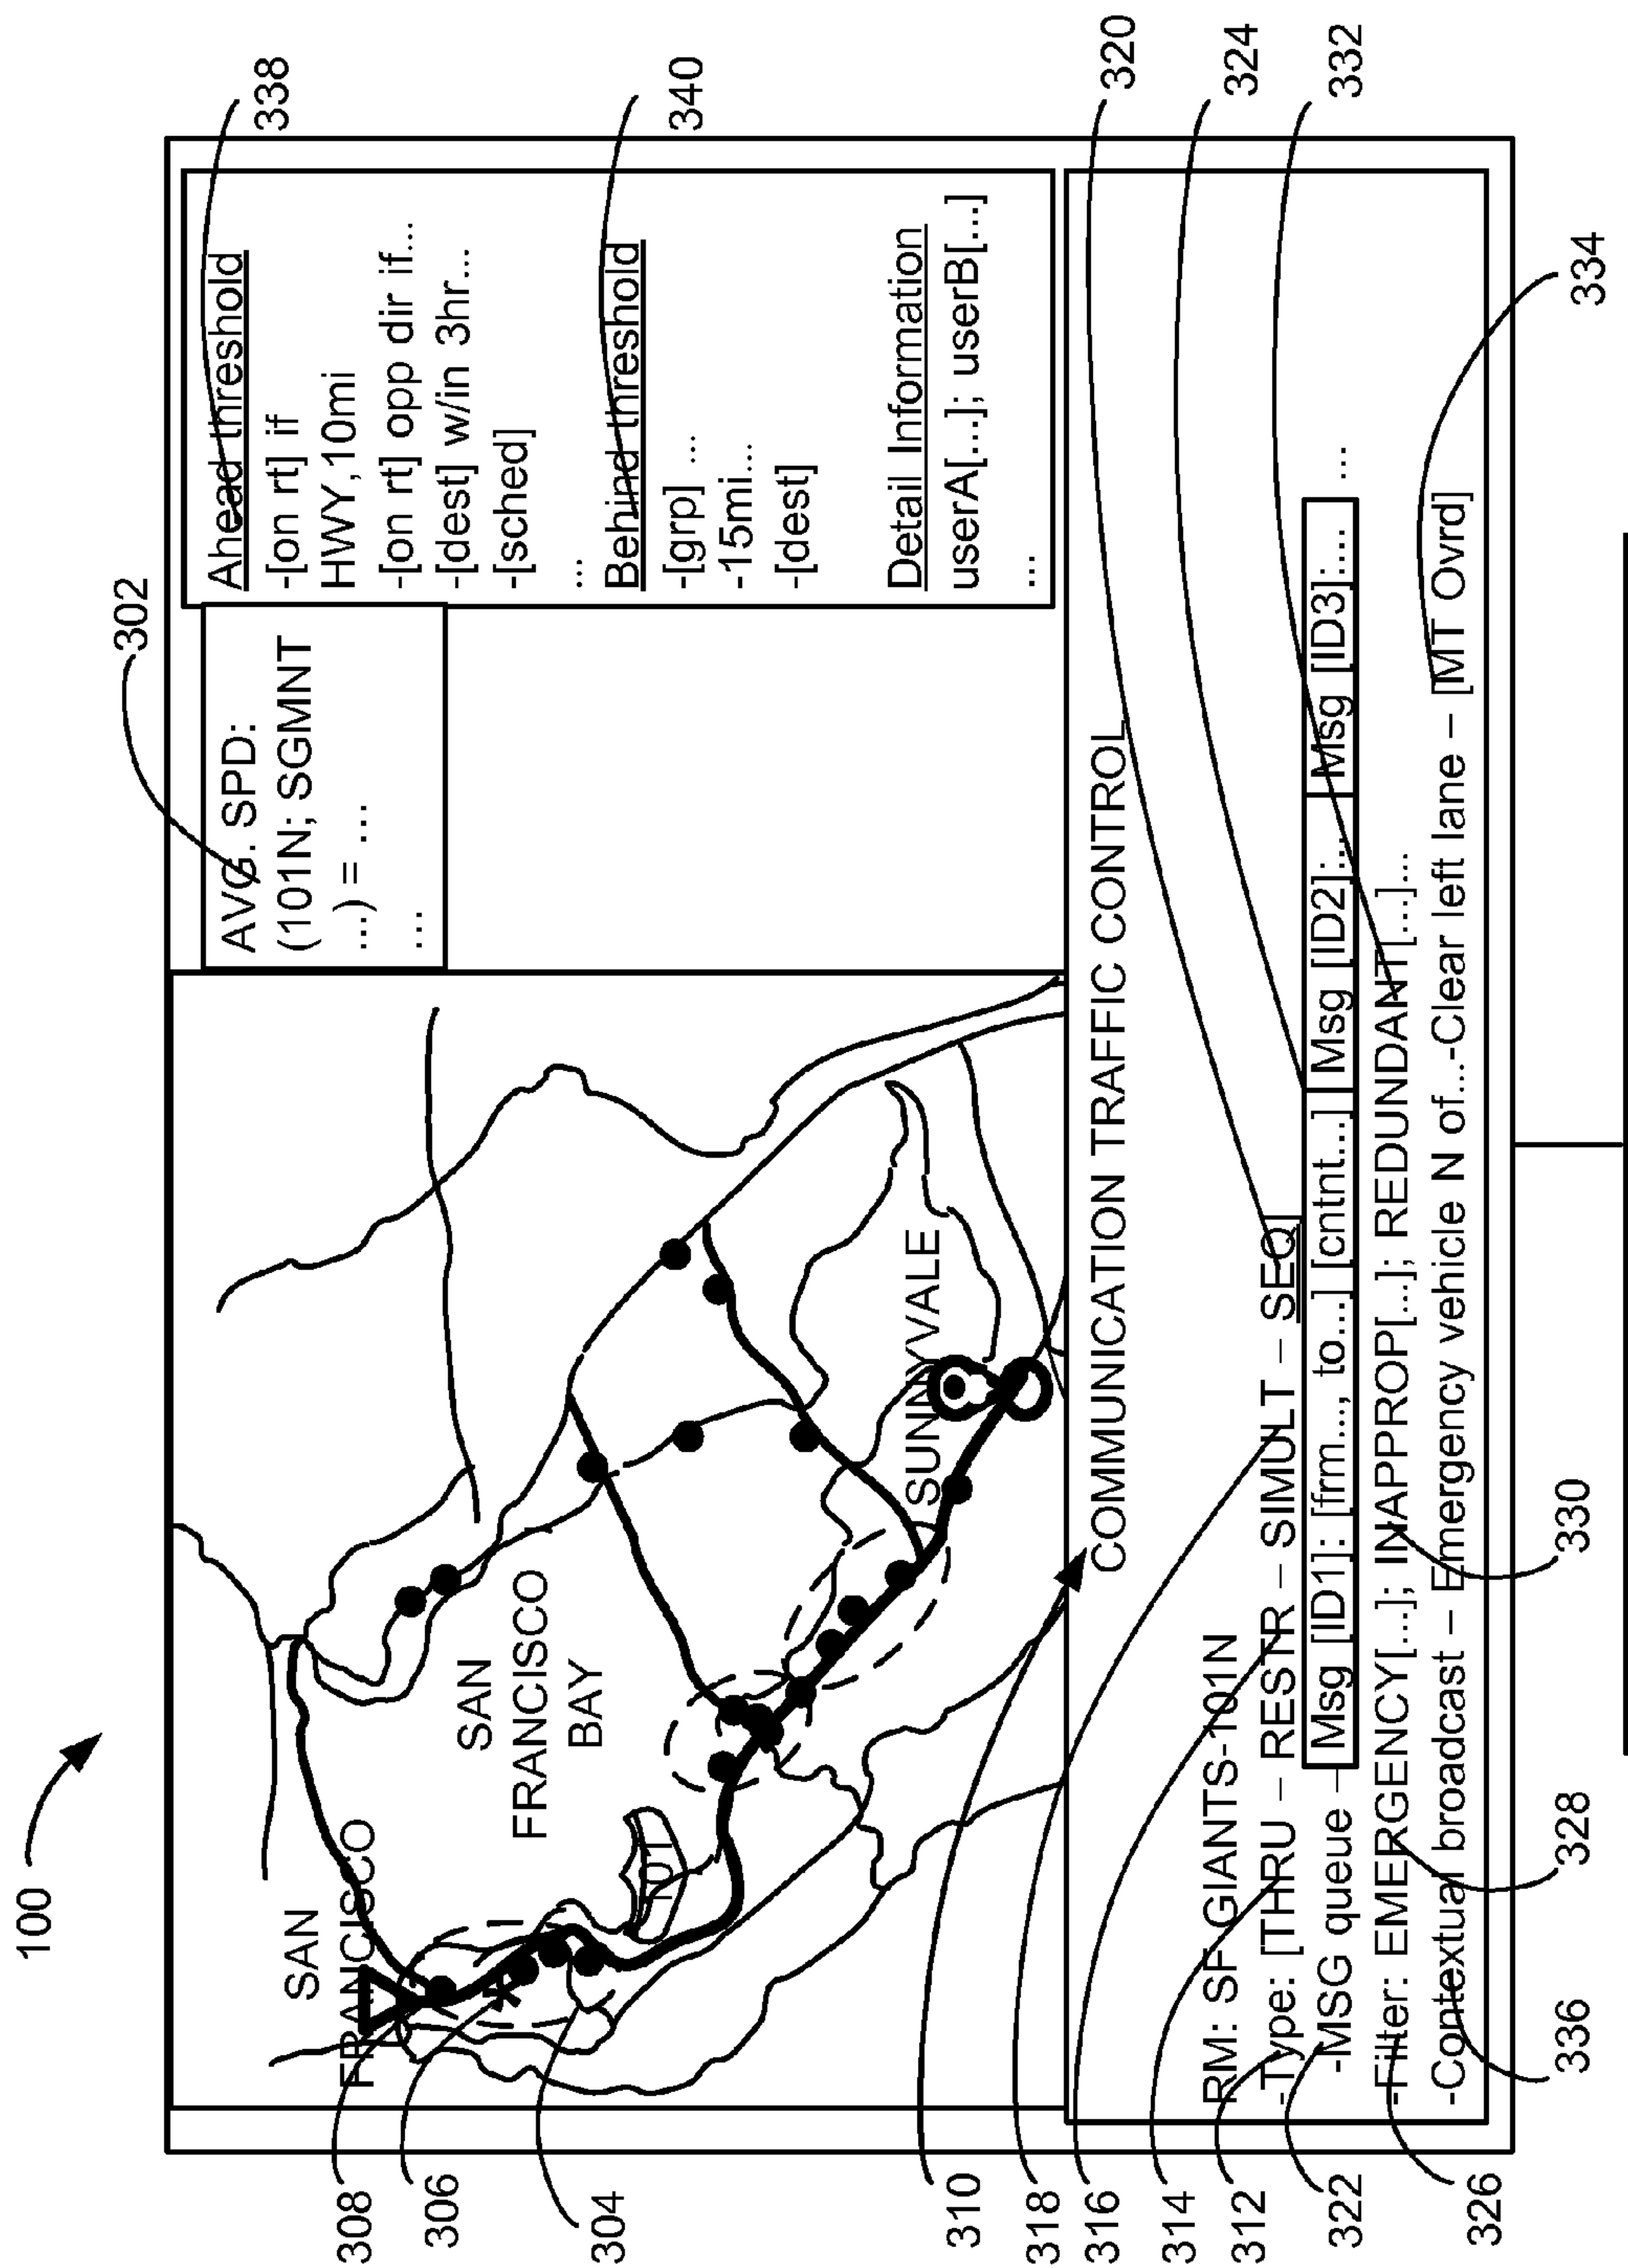 100
302
338
340
SAN
FRANCISCO
SAN
FRANCISCO
BAY
101
SUNNYVALE
AVG. SPD:
(101N; SGMNT
...) = ...
...
Ahead threshold
-[on rt] if
HWY,10mi
-[on rt] opp dir if...
-[dest] w/in 3hr...
-[sched]
...
Behind threshold
-[grp] ...
-15mi...
-[dest]
Detail Information
userA[...]; userB[...]
...
308
306
304
310
318
316
314
312
322
326
COMMUNICATION TRAFFIC CONTROL
RM: SF GIANTS-101N
-Type: [THRU – RESTR – SIMULT – SEQ]
-MSG queue – Msg [ID1]: [frm..., to...] [cntnt...] Msg [ID2]:... Msg [ID3]:... ...
-Filter: EMERGENCY[...]; INAPPROP[...]; REDUNDANT[...]...
-Contextual broadcast – Emergency vehicle N of...-Clear left lane – [MT Ovrd]
320
324
332
336
328
330
334